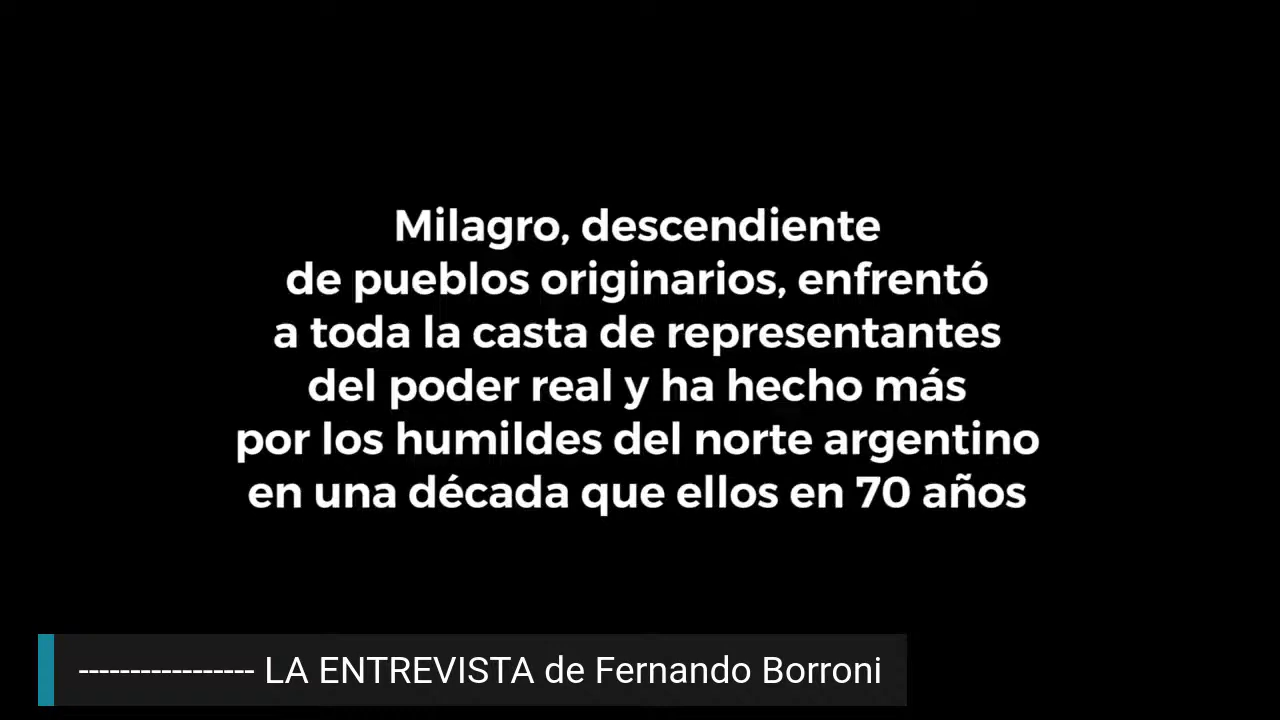 Milagro, descendiente
de pueblos originarios, enfrentó
a toda la casta de representantes
del poder real y ha hecho más
por los humildes del norte argentino
en una década que ellos en 70 años
----------------- LA ENTREVISTA de Fernando Borroni